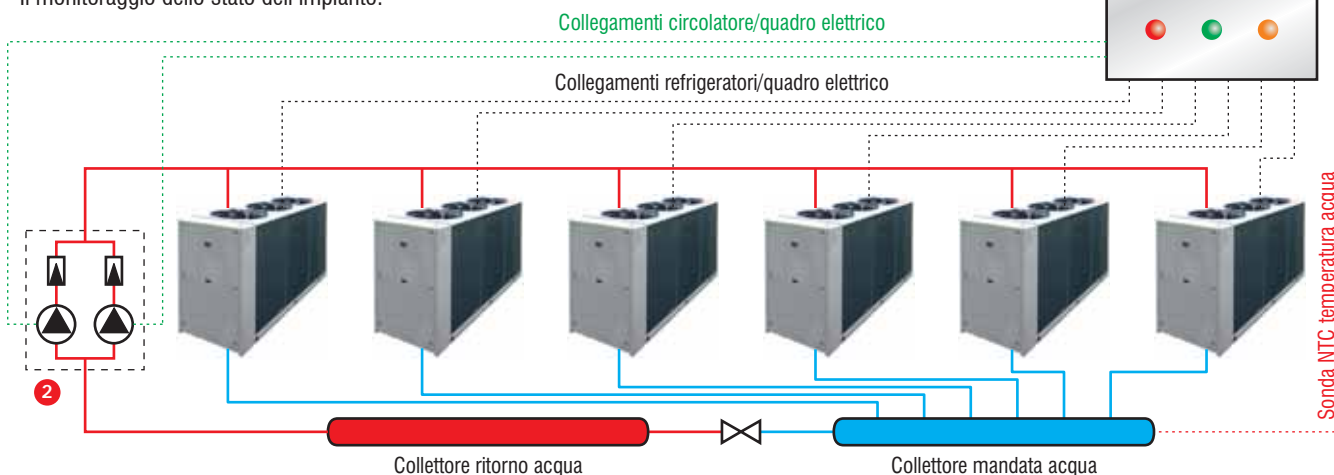 il monitoraggio dello stato dell'impianto.
Collegamenti circolatore/quadro elettrico
Collegamenti refrigeratori/quadro elettrico
Sonda NTC temperatura acqua
2
Collettore ritorno acqua
Collettore mandata acqua